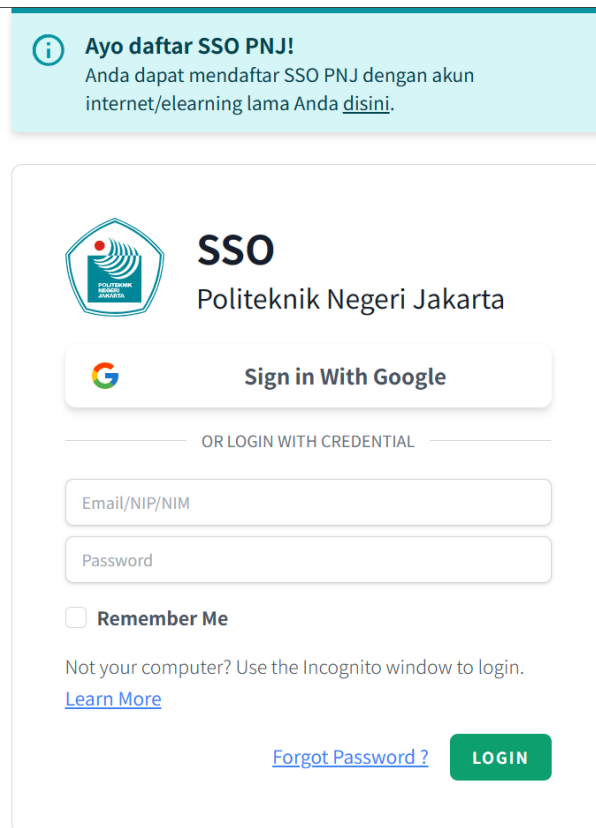 Ayo daftar SSO PNJ!
Anda dapat mendaftar SSO PNJ dengan akun
internet/elearning lama Anda disini.
POLITEKNIK
NEGERI
JAKARTA
SSO
Politeknik Negeri Jakarta
Sign in With Google
OR LOGIN WITH CREDENTIAL
Email/NIP/NIM
Password
Remember Me
Not your computer? Use the Incognito window to login.
Learn More
Forgot Password ?
LOGIN